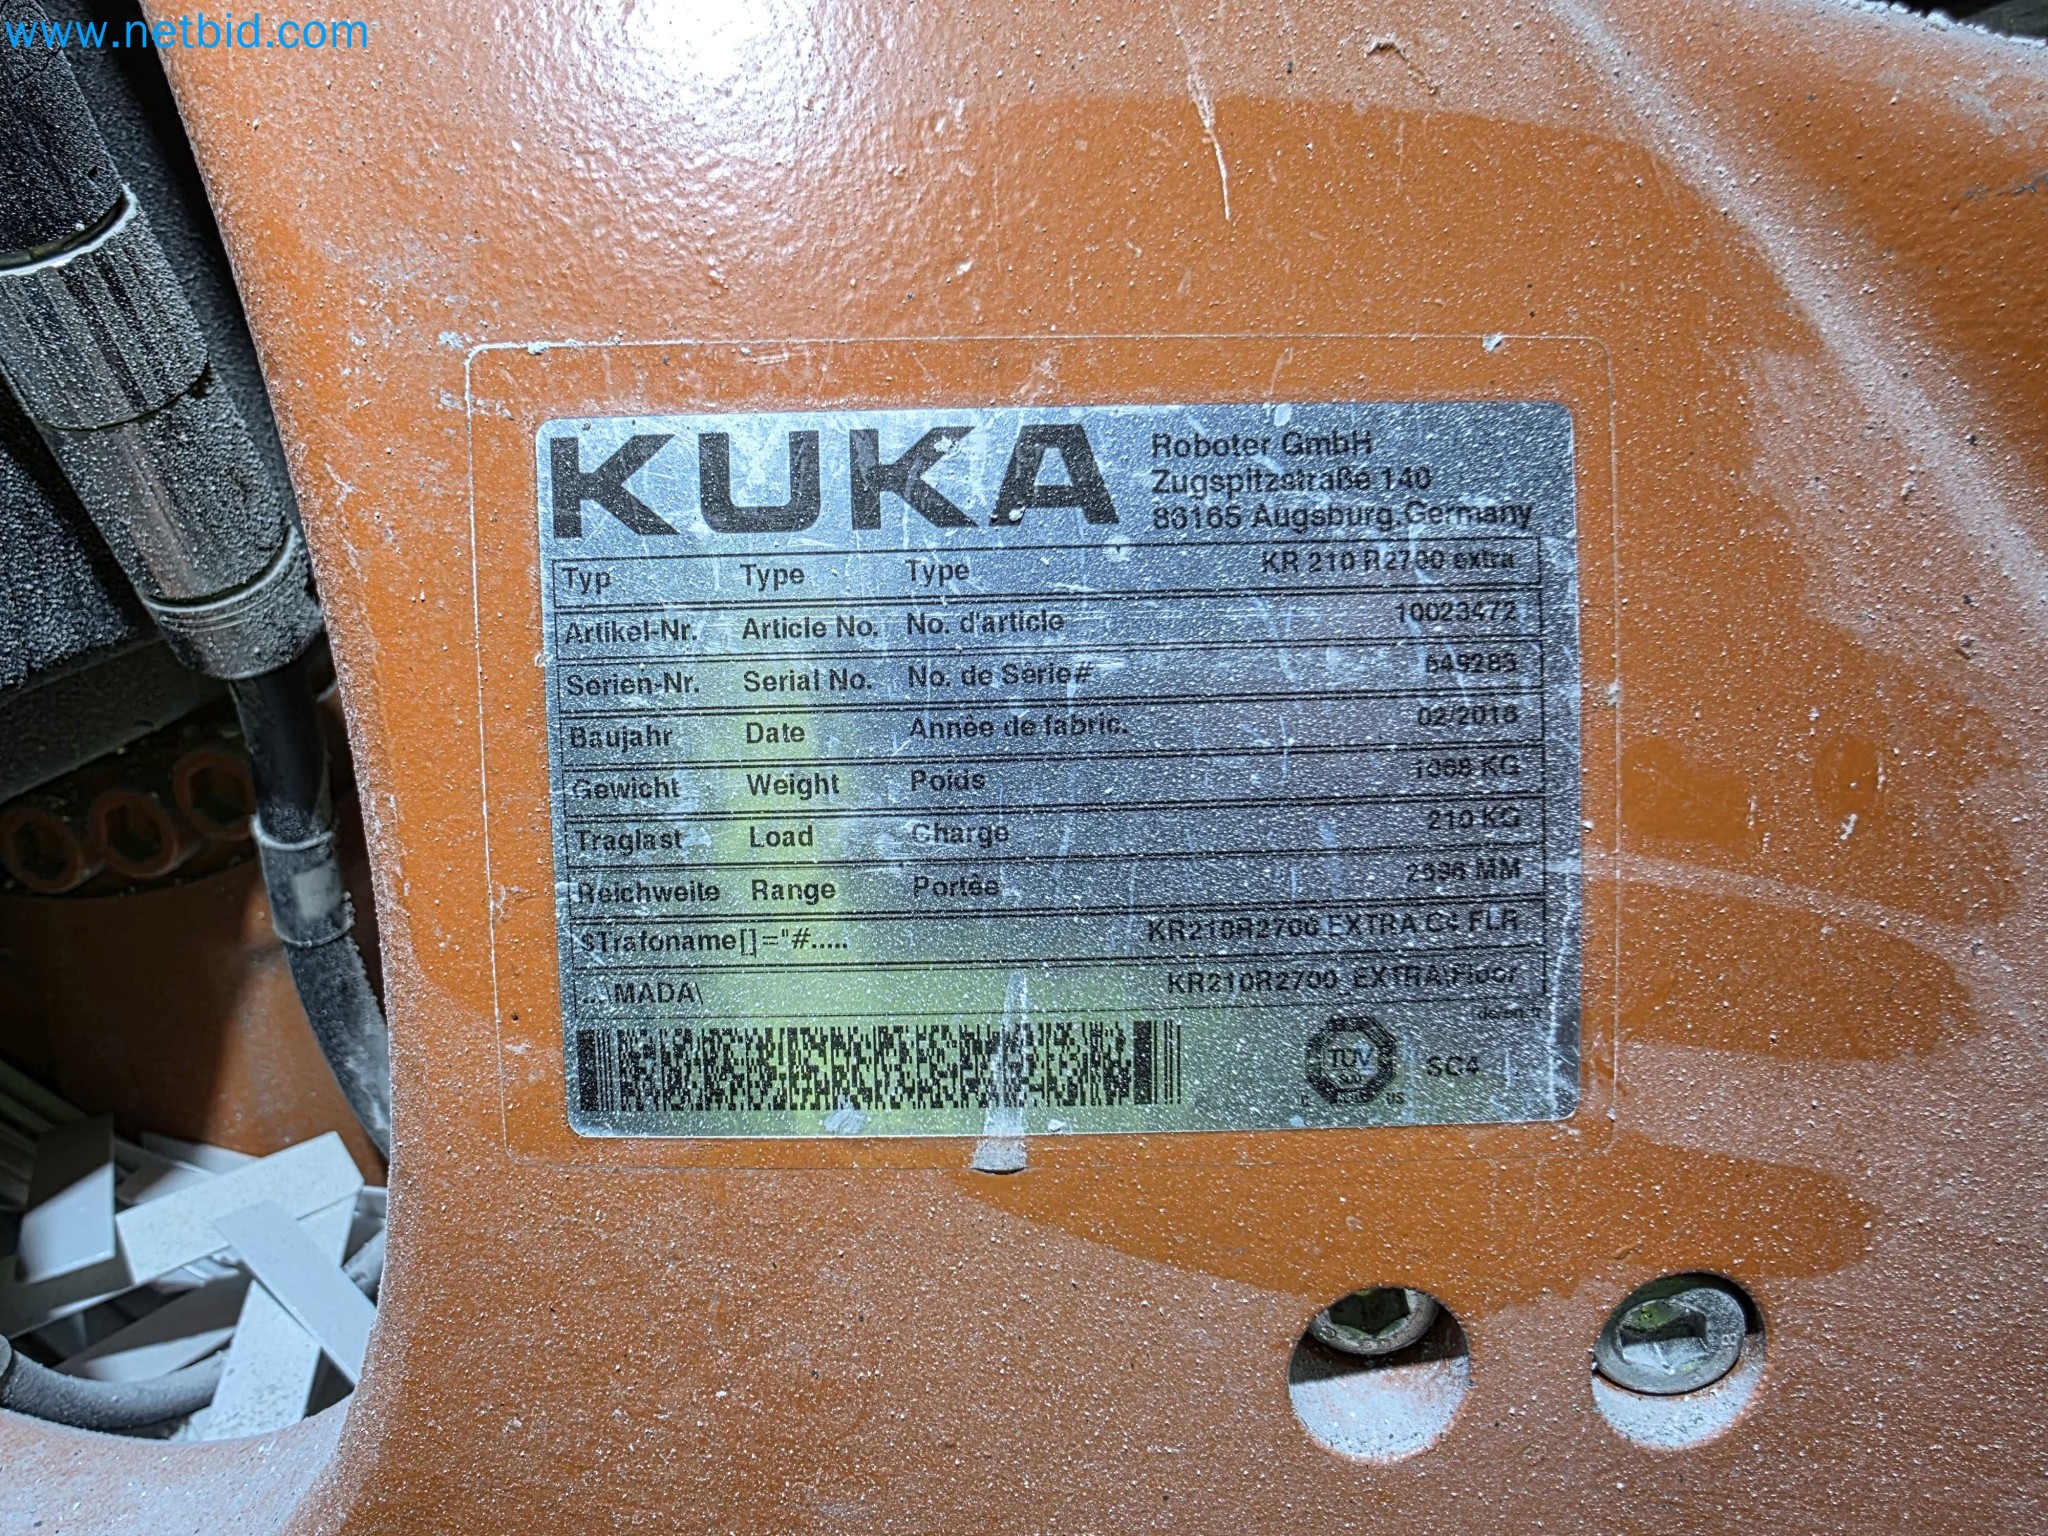 www.netbid.com
KUKA
Roboter GmbH
Zugspitzstraße 140
86165 Augsburg, Germany
Typ Type Type KR 210 R2700 extra
Artikel-Nr. Article No. No. d'article 10023472
Serien-Nr. Serial No. No. de Série#
Baujahr Date Année de fabric. 02/2016
Gewicht Weight Poids 1068 KG
Traglast Load Charge 210 KG
Reichweite Range Portée 2696 MM
$Trafoname[]="#..... KR210R2700 EXTRA C4 FLR
...\MADA\ KR210R2700_EXTRA\Floor
TÜV
C US
SC4